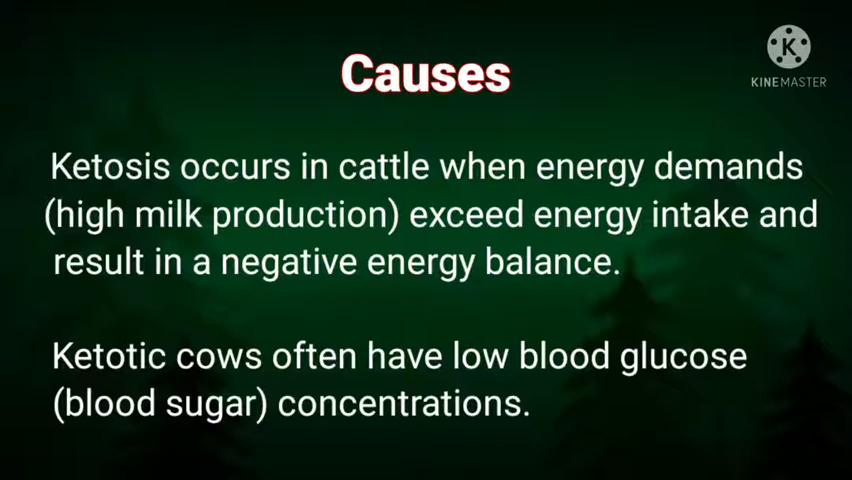 Causes
K
KINEMASTER
Ketosis occurs in cattle when energy demands
(high milk production) exceed energy intake and
result in a negative energy balance.
Ketotic cows often have low blood glucose
(blood sugar) concentrations.